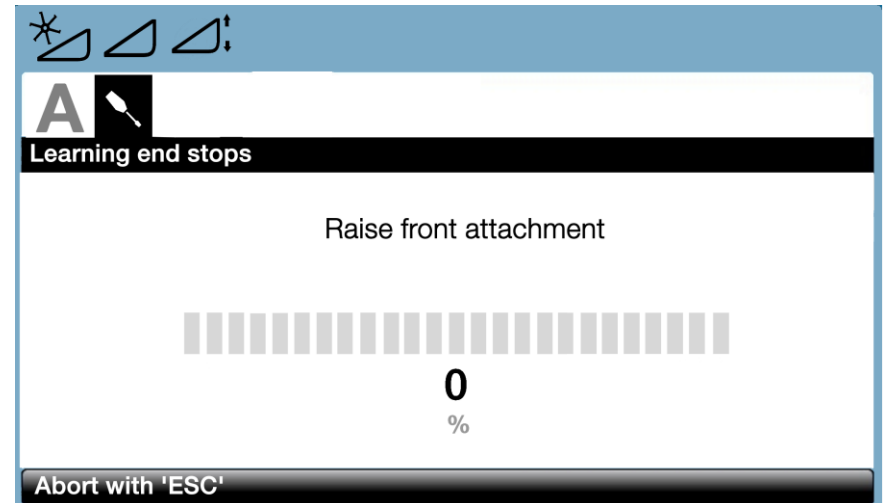 A
Learning end stops
Raise front attachment
0
%
Abort with 'ESC'